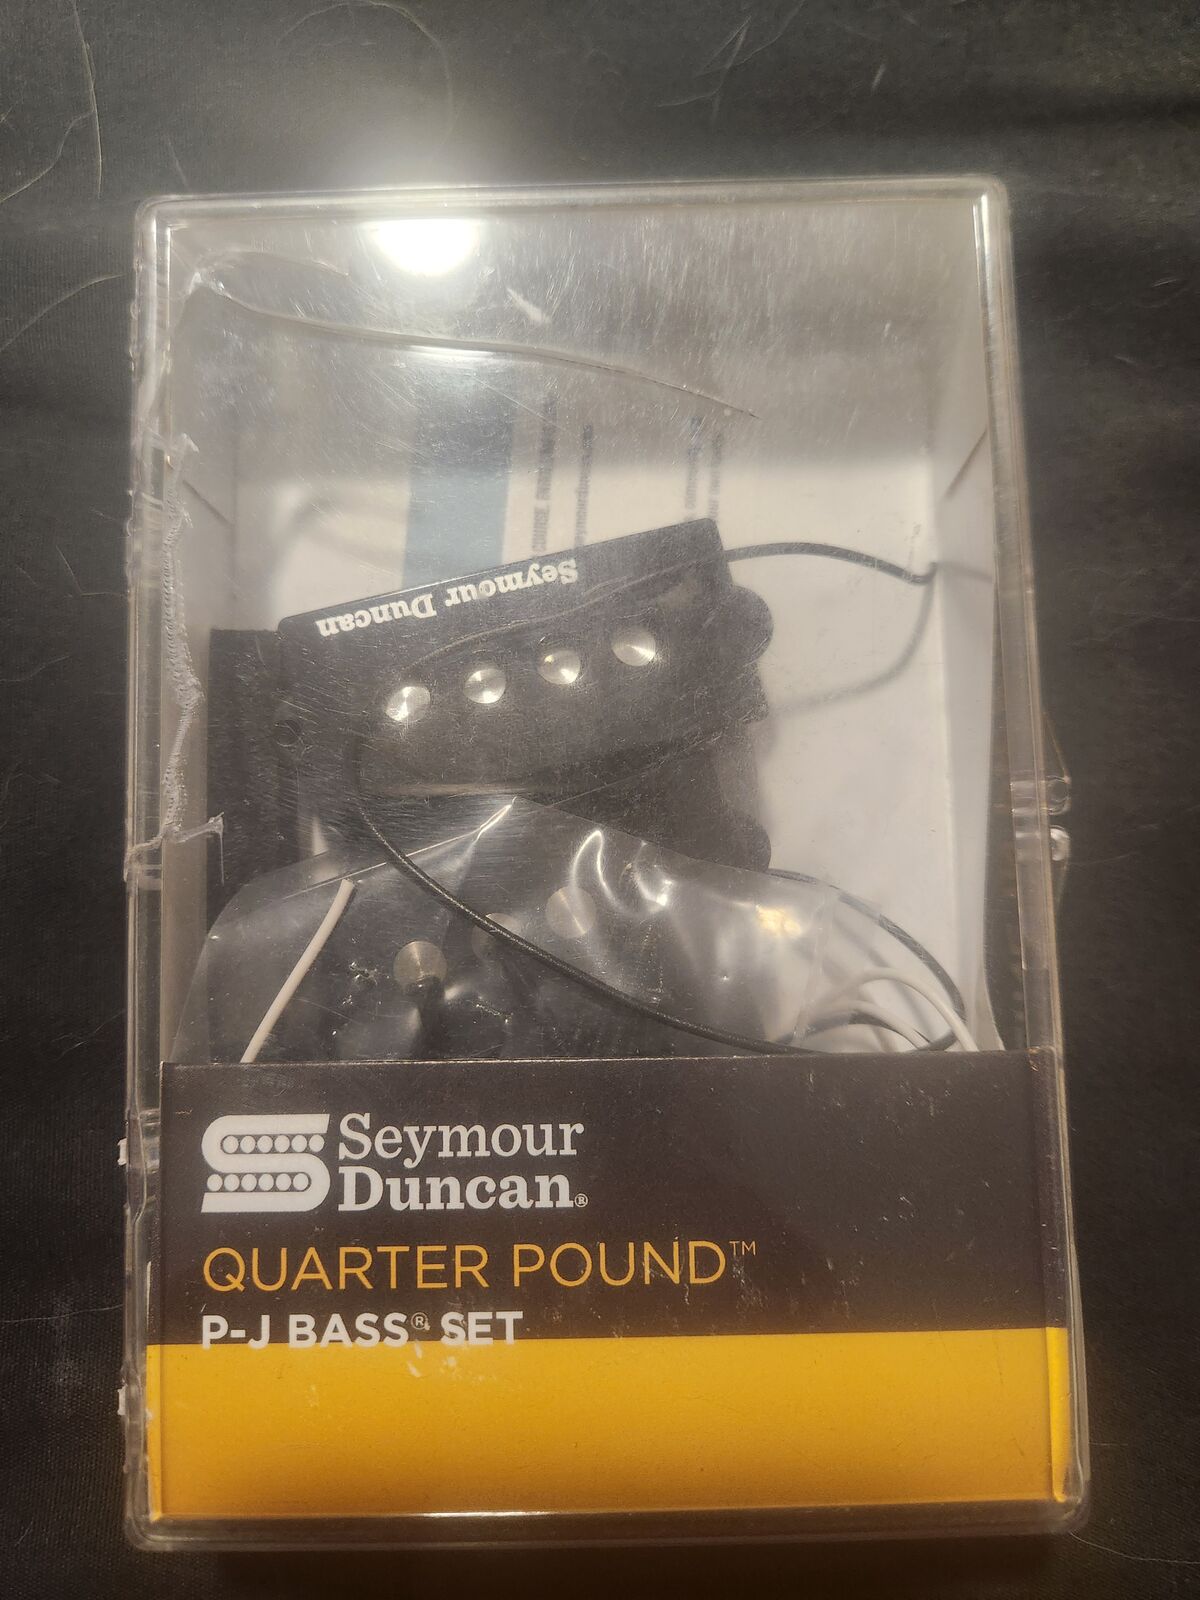 Seymour Duncan
Seymour
Duncan®
QUARTER POUND™
P-J BASS® SET